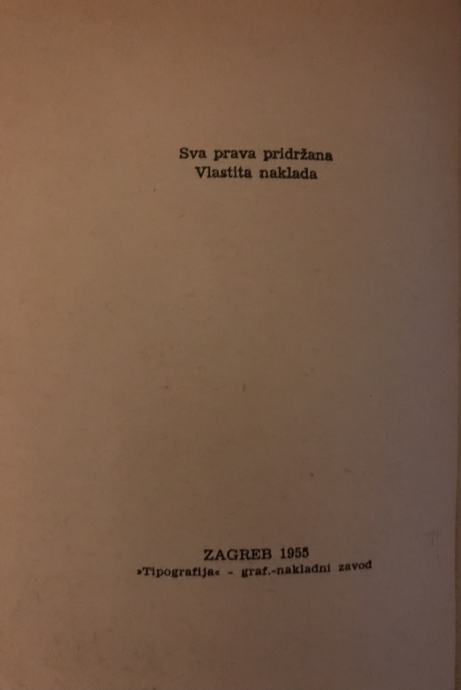 Sva prava pridržana
Vlastita naklada
ZAGREB 1955
»Tipografija« - graf.-nakladni zavod